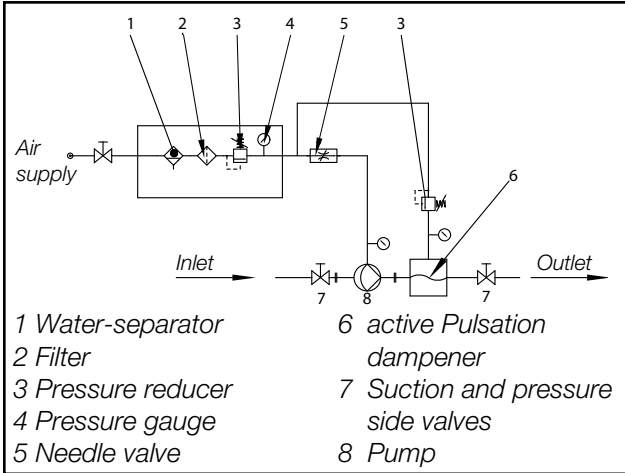 1 2 3 4 5 3
Air
supply
6
Inlet
Outlet
7 8 7
1 Water-separator
2 Filter
3 Pressure reducer
4 Pressure gauge
5 Needle valve
6 active Pulsation
dampener
7 Suction and pressure
side valves
8 Pump